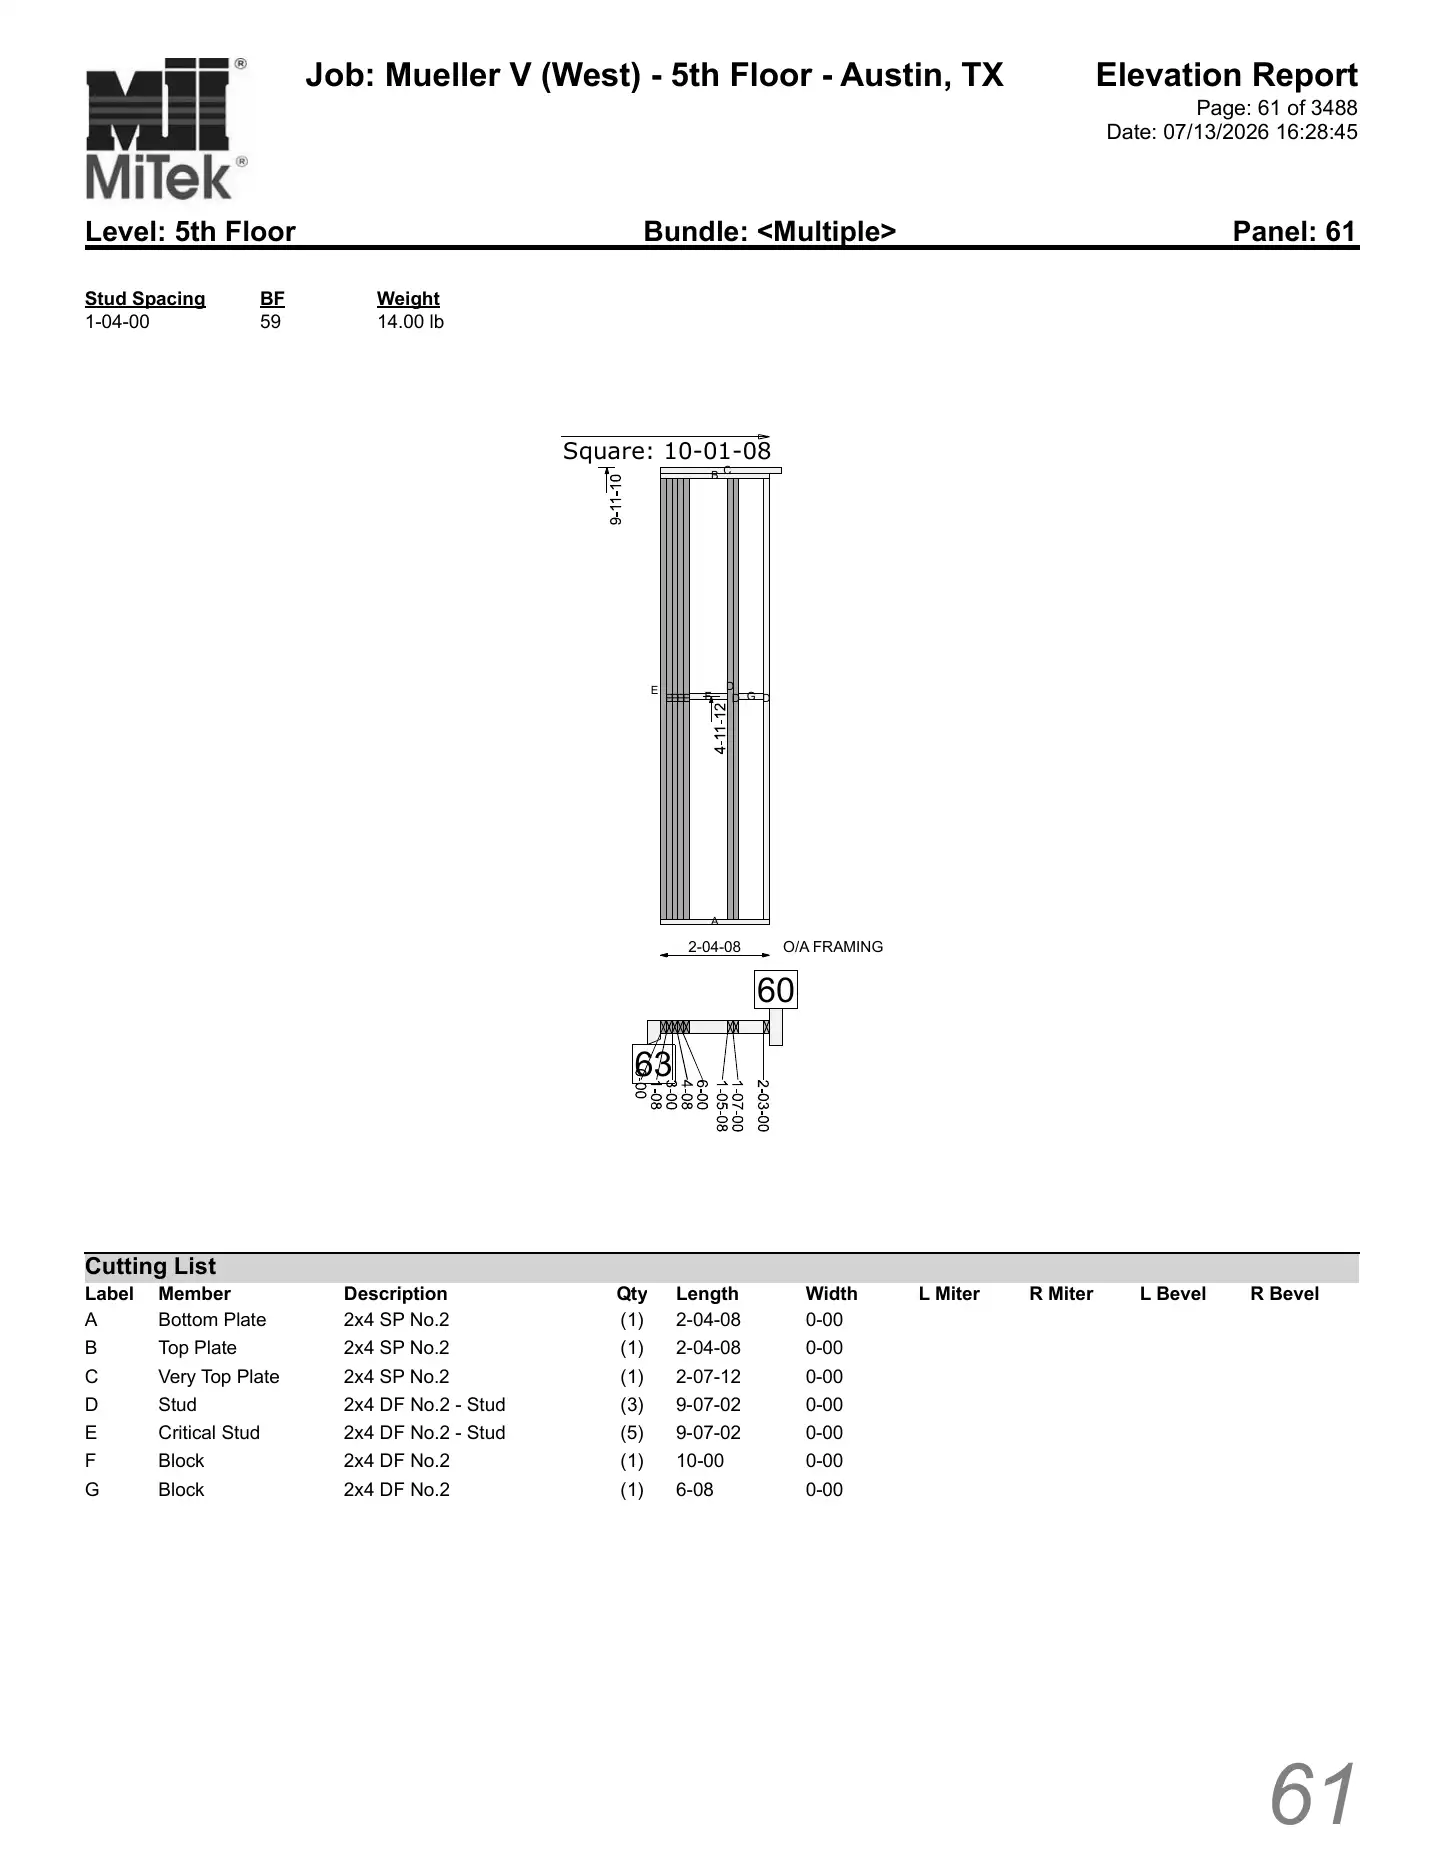 ® Job: Mueller V (West) - 5th Floor - Austin, TX Elevation Report
Page: 61 of 3488
Date: 07/13/2026 16:28:45
MiTek®
Level: 5th Floor Bundle: <Multiple> Panel: 61
Stud Spacing BF Weight
1-04-00 59 14.00 lb
Square: 10-01-08
C
B
9-11-10
E D
F D G D
4-11-12
A
2-04-08 O/A FRAMING
60
63
0-00 1-08 3-00 4-08 6-00 1-05-08 1-07-00 2-03-00
Cutting List
Label Member Description Qty Length Width L Miter R Miter L Bevel R Bevel
A Bottom Plate 2x4 SP No.2 (1) 2-04-08 0-00
B Top Plate 2x4 SP No.2 (1) 2-04-08 0-00
C Very Top Plate 2x4 SP No.2 (1) 2-07-12 0-00
D Stud 2x4 DF No.2 - Stud (3) 9-07-02 0-00
E Critical Stud 2x4 DF No.2 - Stud (5) 9-07-02 0-00
F Block 2x4 DF No.2 (1) 10-00 0-00
G Block 2x4 DF No.2 (1) 6-08 0-00
61